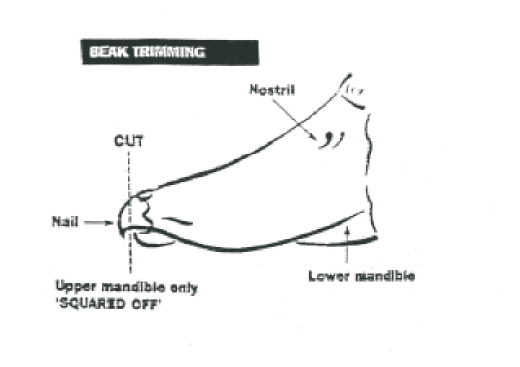 BEAK TRIMMING
Nostril
CUT
Nail
Lower mandible
Upper mandible only
'SQUARED OFF'